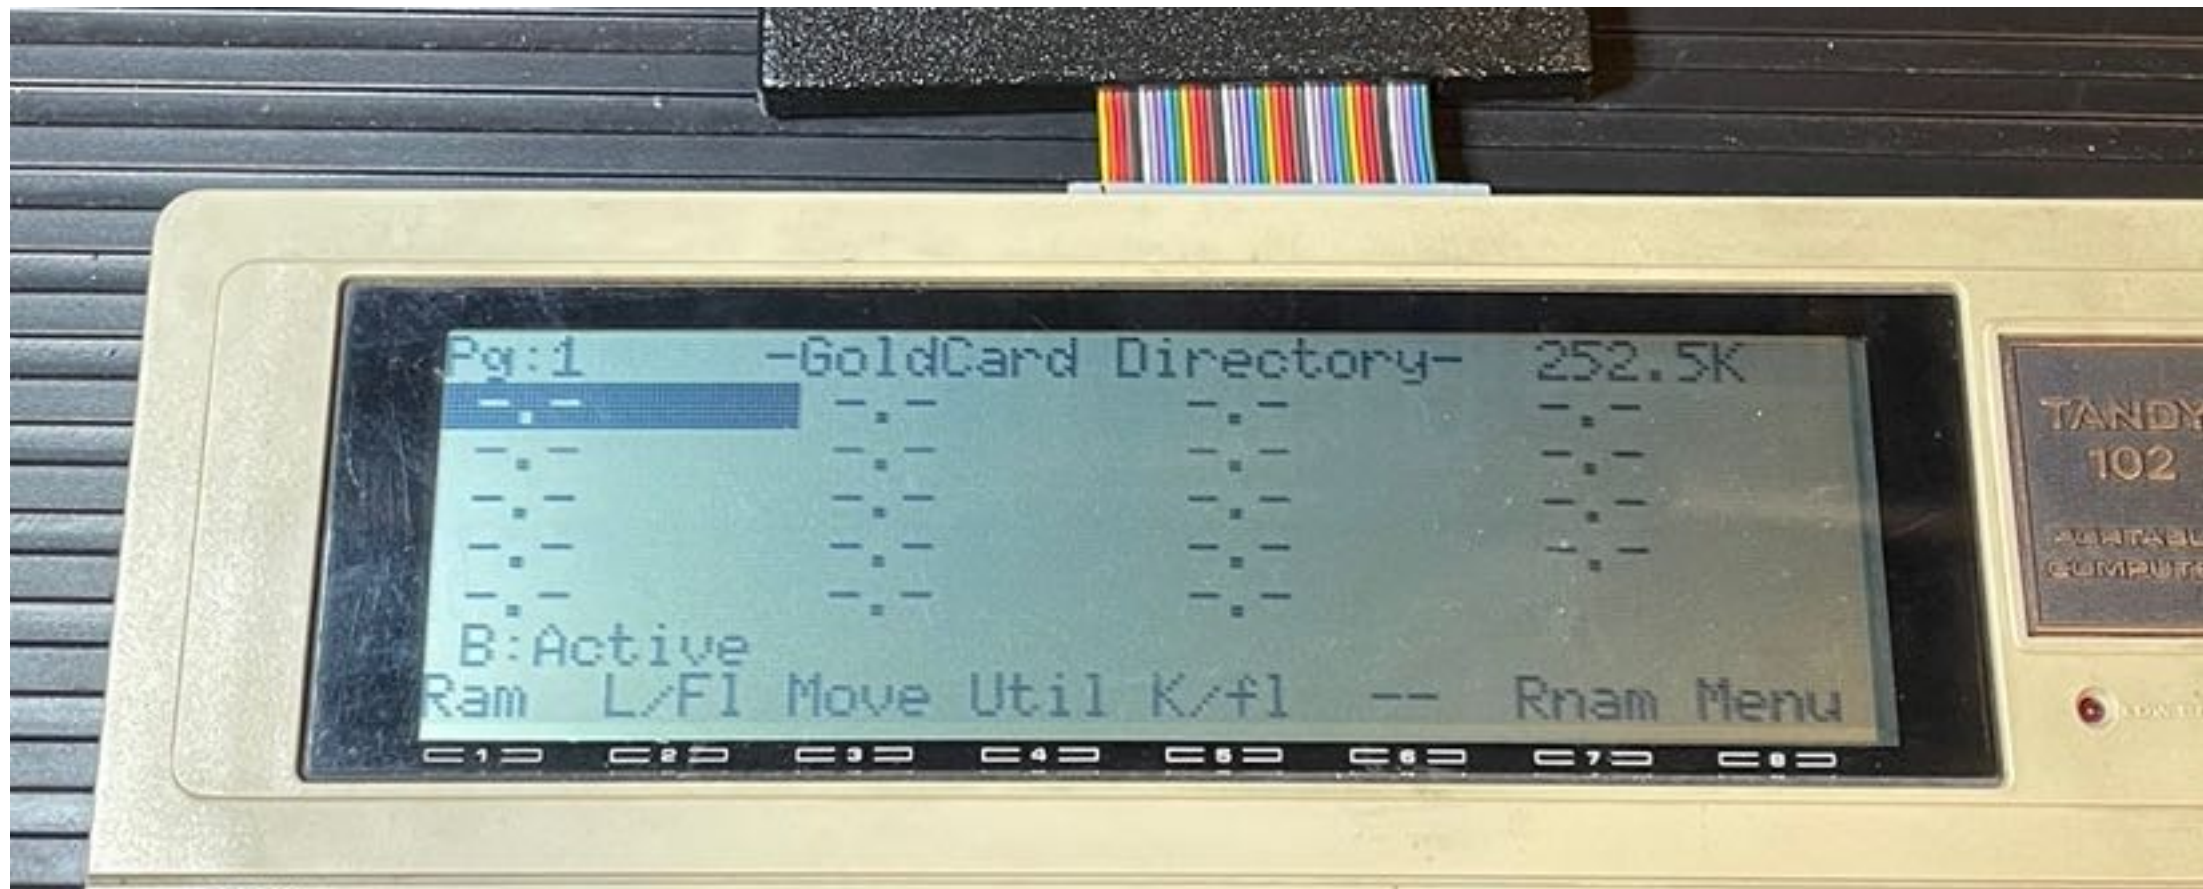 Pg:1 -GoldCard Directory- 252.5K
-.- -.- -.- -.-
-.- -.- -.- -.-
-.- -.- -.- -.-
-.- -.- -.- -.-
-.- -.- -.-
B:Active
Ram L/Fl Move Util K/fl -- Rnam Menu
1 2 3 4 5 6 7 8
TANDY
102